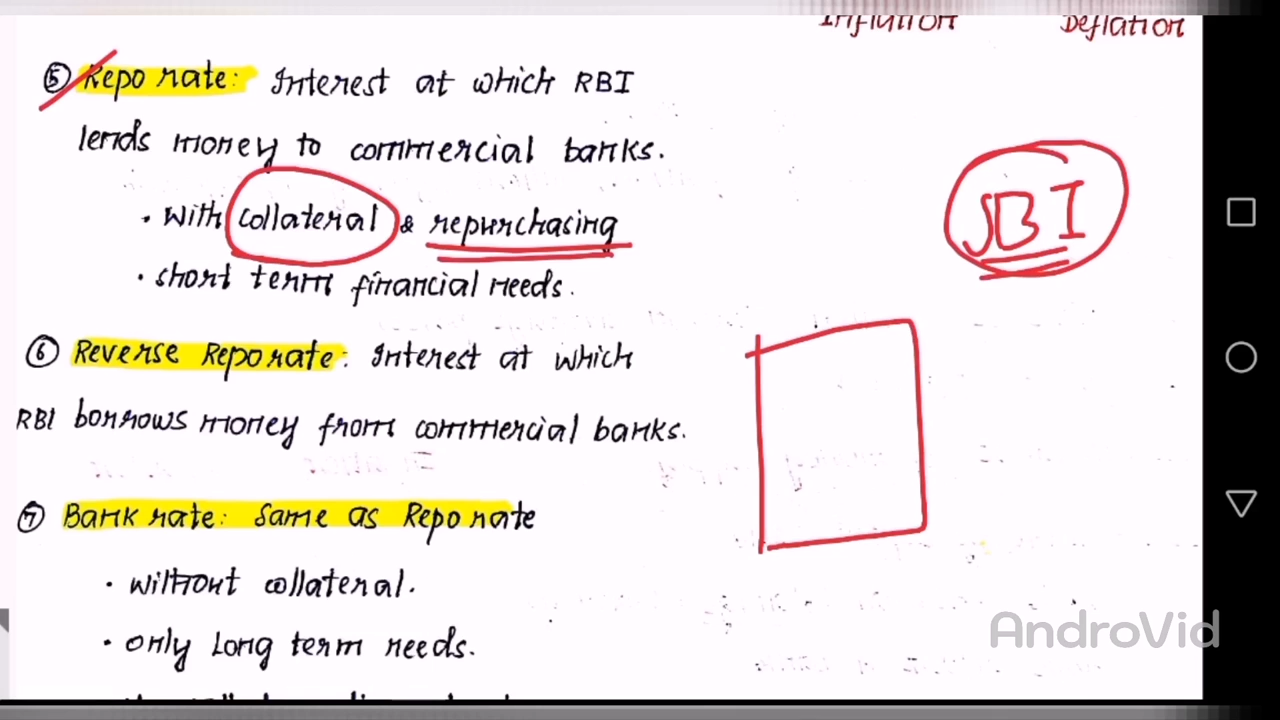 Inflation Deflation
⑤ Repo rate: Interest at which RBI
lends money to commercial banks.
• with collaterial & repurchasing
• short term financial needs.
SBI
⑥ Reverse Repo rate: Interest at which
RBI borrows money from commercial banks.
⑦ Bank rate: Same as Repo rate
• without collateral.
• only Long term needs.
AndroVid